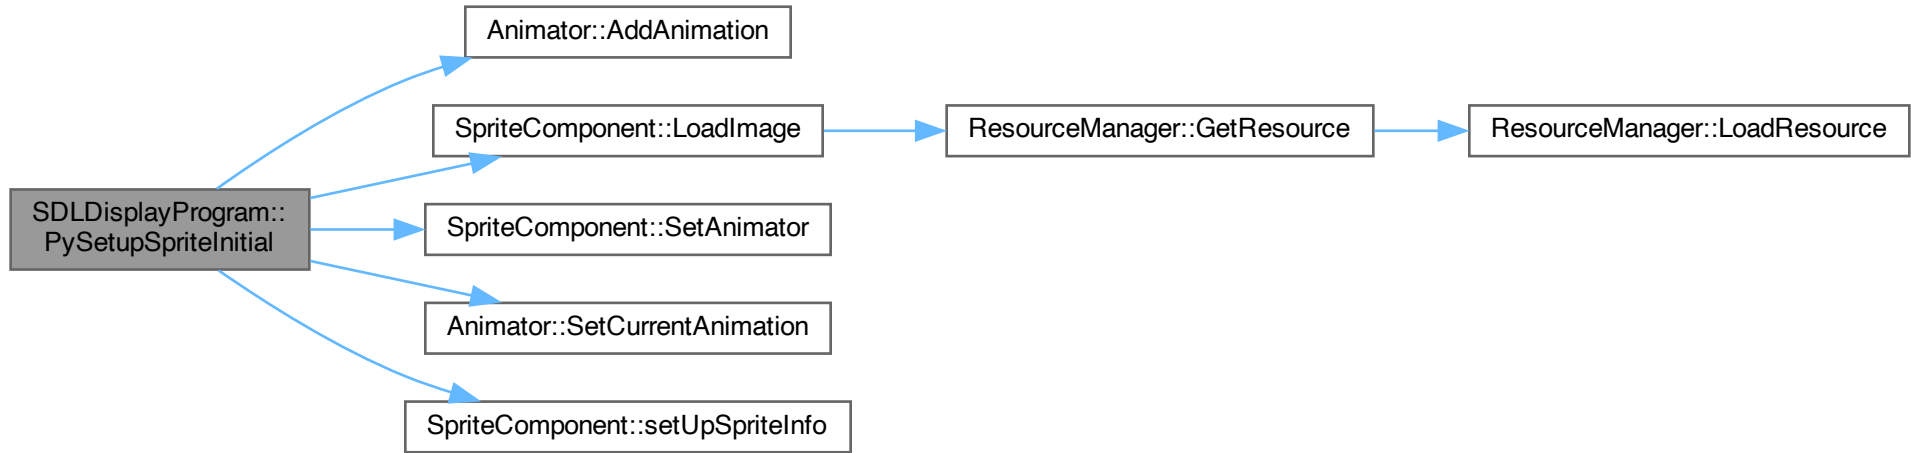 Animator::AddAnimation
SpriteComponent::LoadImage
ResourceManager::GetResource
ResourceManager::LoadResource
SDLDisplayProgram::
PySetupSpriteInitial
SpriteComponent::SetAnimator
Animator::SetCurrentAnimation
SpriteComponent::setUpSpriteInfo